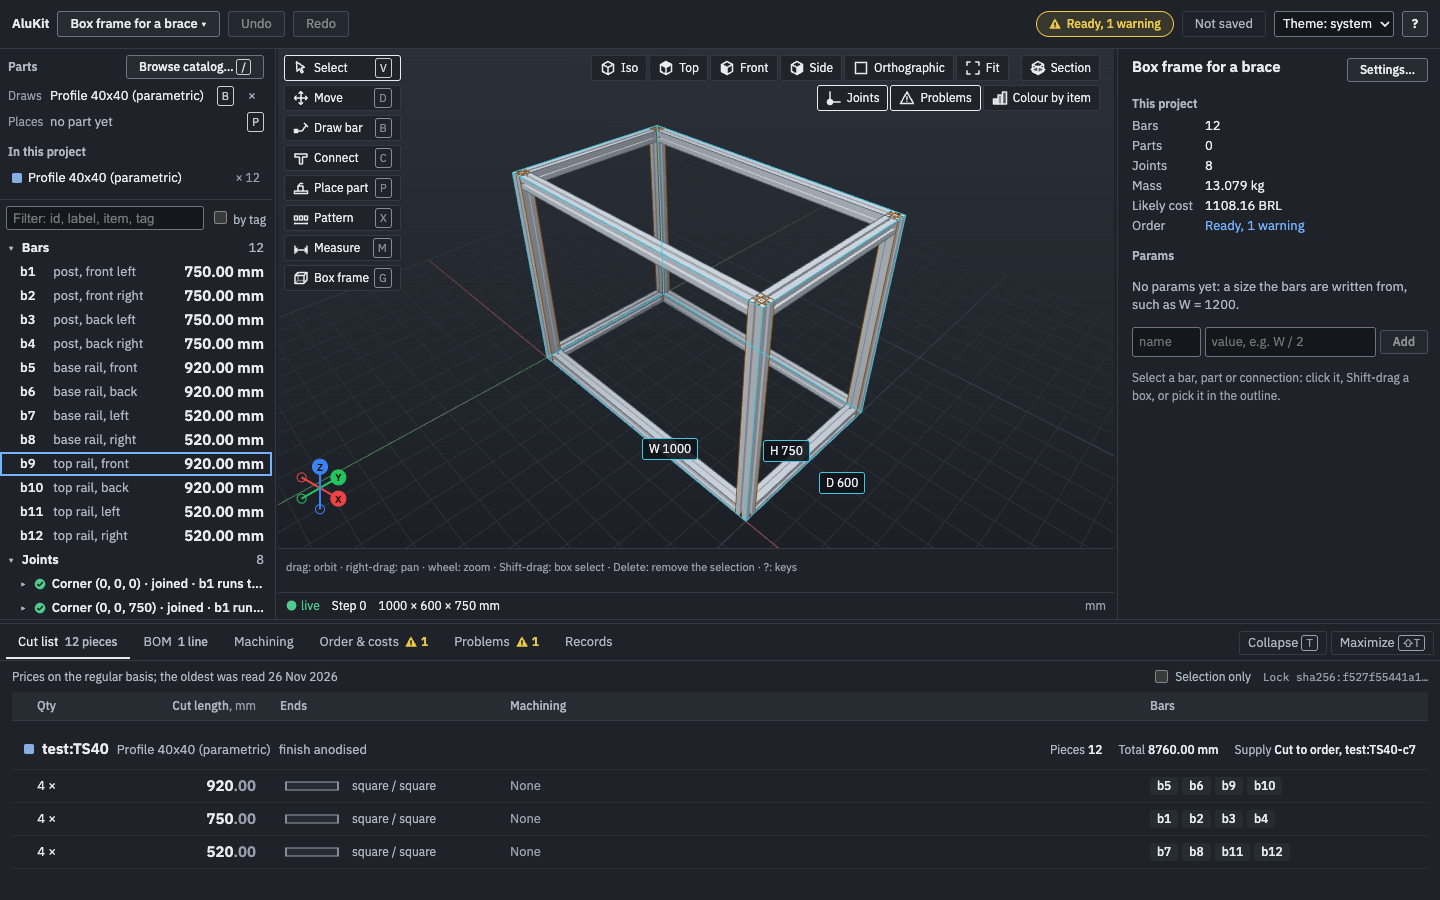 AluKit
Box frame for a brace ▾
Undo
Redo
Ready, 1 warning
Not saved
Theme: system
?
Parts
Browse catalog... /
Draws Profile 40x40 (parametric) B ×
Places no part yet P
In this project
Profile 40x40 (parametric) × 12
Filter: id, label, item, tag
by tag
Bars 12
b1 post, front left 750.00 mm
b2 post, front right 750.00 mm
b3 post, back left 750.00 mm
b4 post, back right 750.00 mm
b5 base rail, front 920.00 mm
b6 base rail, back 920.00 mm
b7 base rail, left 520.00 mm
b8 base rail, right 520.00 mm
b9 top rail, front 920.00 mm
b10 top rail, back 920.00 mm
b11 top rail, left 520.00 mm
b12 top rail, right 520.00 mm
Joints 8
Corner (0, 0, 0) · joined · b1 runs t...
Corner (0, 0, 750) · joined · b1 run...
Select V
Move D
Draw bar B
Connect C
Place part P
Pattern X
Measure M
Box frame G
Iso
Top
Front
Side
Orthographic
Fit
Section
Joints
Problems
Colour by item
W 1000
H 750
D 600
Z
Y
X
drag: orbit · right-drag: pan · wheel: zoom · Shift-drag: box select · Delete: remove the selection · ?: keys
live Step 0 1000 × 600 × 750 mm
mm
Box frame for a brace
Settings...
This project
Bars 12
Parts 0
Joints 8
Mass 13.079 kg
Likely cost 1108.16 BRL
Order Ready, 1 warning
Params
No params yet: a size the bars are written from,
such as W = 1200.
name
value, e.g. W / 2
Add
Select a bar, part or connection: click it, Shift-drag a
box, or pick it in the outline.
Cut list 12 pieces
BOM 1 line
Machining
Order & costs 1
Problems 1
Records
Collapse T
Maximize ⇧T
Prices on the regular basis; the oldest was read 26 Nov 2026
Selection only
Lock sha256:f527f55441a1...
Qty Cut length, mm Ends Machining Bars
test:TS40 Profile 40x40 (parametric) finish anodised
Pieces 12 Total 8760.00 mm Supply Cut to order, test:TS40-c7
4 × 920.00 square / square None b5 b6 b9 b10
4 × 750.00 square / square None b1 b2 b3 b4
4 × 520.00 square / square None b7 b8 b11 b12